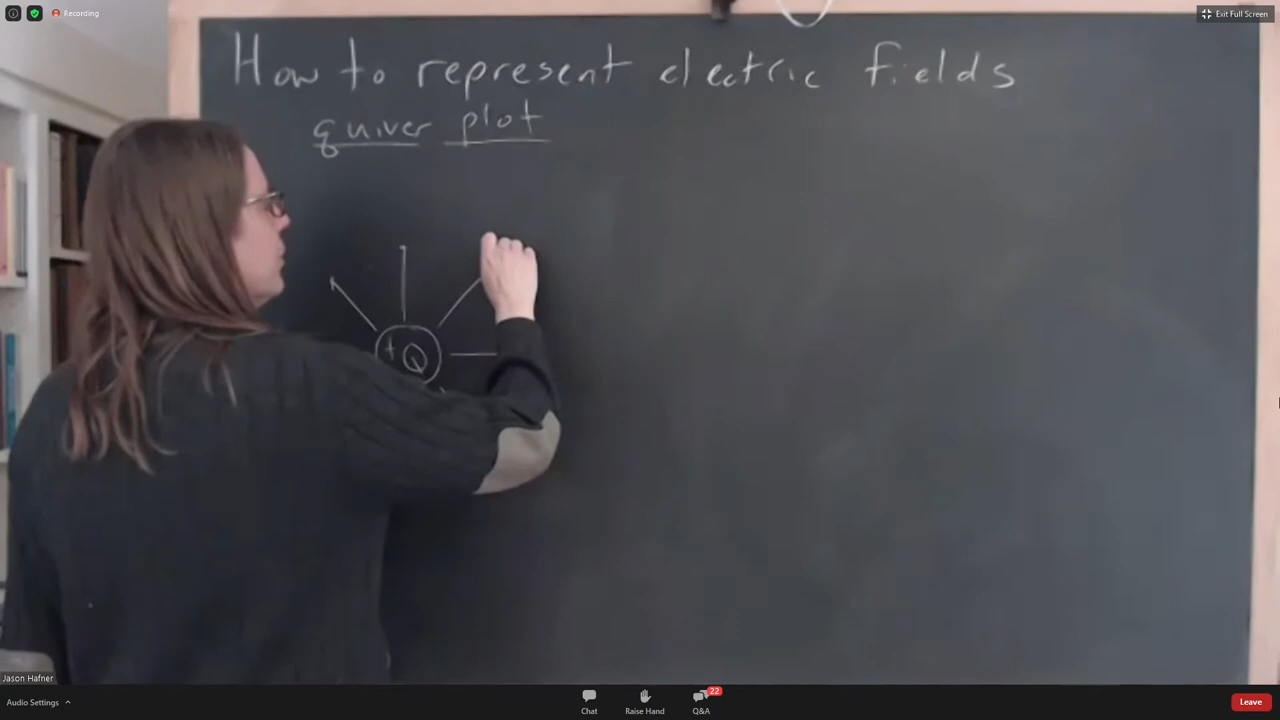 Recording
Exit Full Screen
How to represent electric fields
quiver plot
+Q
Jason Hafner
Audio Settings
Chat
Raise Hand
22
Q&A
Leave